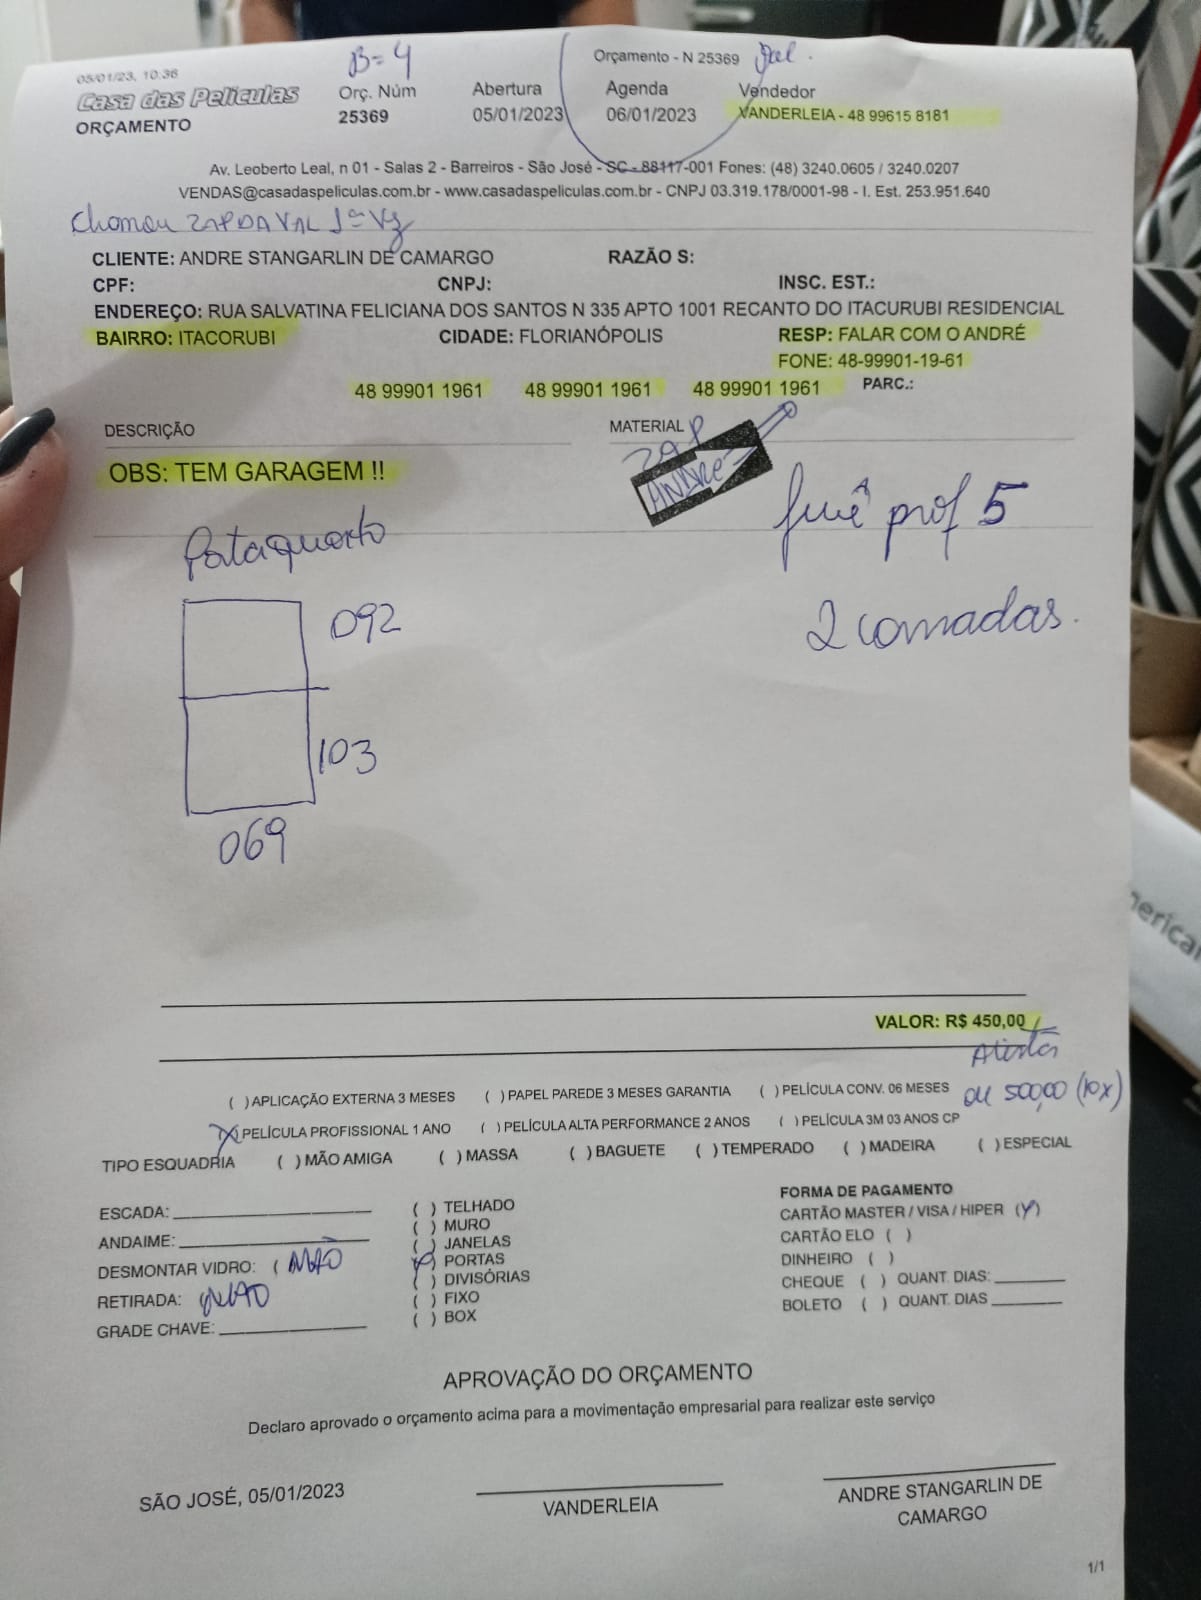 05/01/23, 10:36
B=4
Orçamento - N 25369
Casa das Películas
Orç. Núm
Abertura
Agenda
Vendedor
ORÇAMENTO
25369
05/01/2023
06/01/2023
VANDERLEIA - 48 99615 8181
Av. Leoberto Leal, n 01 - Salas 2 - Barreiros - São José - SC - 88117-001 Fones: (48) 3240.0605 / 3240.0207
VENDAS@casadaspeliculas.com.br - www.casadaspeliculas.com.br - CNPJ 03.319.178/0001-98 - I. Est. 253.951.640
Chamou ZAP DA VAL 1ª Vz
CLIENTE: ANDRE STANGARLIN DE CAMARGO RAZÃO S:
CPF: CNPJ: INSC. EST.:
ENDEREÇO: RUA SALVATINA FELICIANA DOS SANTOS N 335 APTO 1001 RECANTO DO ITACURUBI RESIDENCIAL
BAIRRO: ITACORUBI CIDADE: FLORIANÓPOLIS RESP: FALAR COM O ANDRÉ
FONE: 48-99901-19-61
48 99901 1961 48 99901 1961 48 99901 1961 PARC.:
DESCRIÇÃO MATERIAL
ZAP
ANDRE
OBS: TEM GARAGEM !!
fumê prof 5
Porta quarto
092
2 camadas.
103
069
VALOR: R$ 450,00
ou 500,00 (10x)
( ) APLICAÇÃO EXTERNA 3 MESES ( ) PAPEL PAREDE 3 MESES GARANTIA ( ) PELÍCULA CONV. 06 MESES
(X) PELÍCULA PROFISSIONAL 1 ANO ( ) PELÍCULA ALTA PERFORMANCE 2 ANOS ( ) PELÍCULA 3M 03 ANOS CP
TIPO ESQUADRIA ( ) MÃO AMIGA ( ) MASSA ( ) BAGUETE ( ) TEMPERADO ( ) MADEIRA ( ) ESPECIAL
ESCADA:
ANDAIME:
DESMONTAR VIDRO: ( NÃO
RETIRADA: NÃO
GRADE CHAVE:
( ) TELHADO
( ) MURO
( ) JANELAS
(X) PORTAS
( ) DIVISÓRIAS
( ) FIXO
( ) BOX
FORMA DE PAGAMENTO
CARTÃO MASTER / VISA / HIPER (X)
CARTÃO ELO ( )
DINHEIRO ( )
CHEQUE ( ) QUANT. DIAS:
BOLETO ( ) QUANT. DIAS
APROVAÇÃO DO ORÇAMENTO
Declaro aprovado o orçamento acima para a movimentação empresarial para realizar este serviço
SÃO JOSÉ, 05/01/2023
VANDERLEIA
ANDRE STANGARLIN DE
CAMARGO
1/1